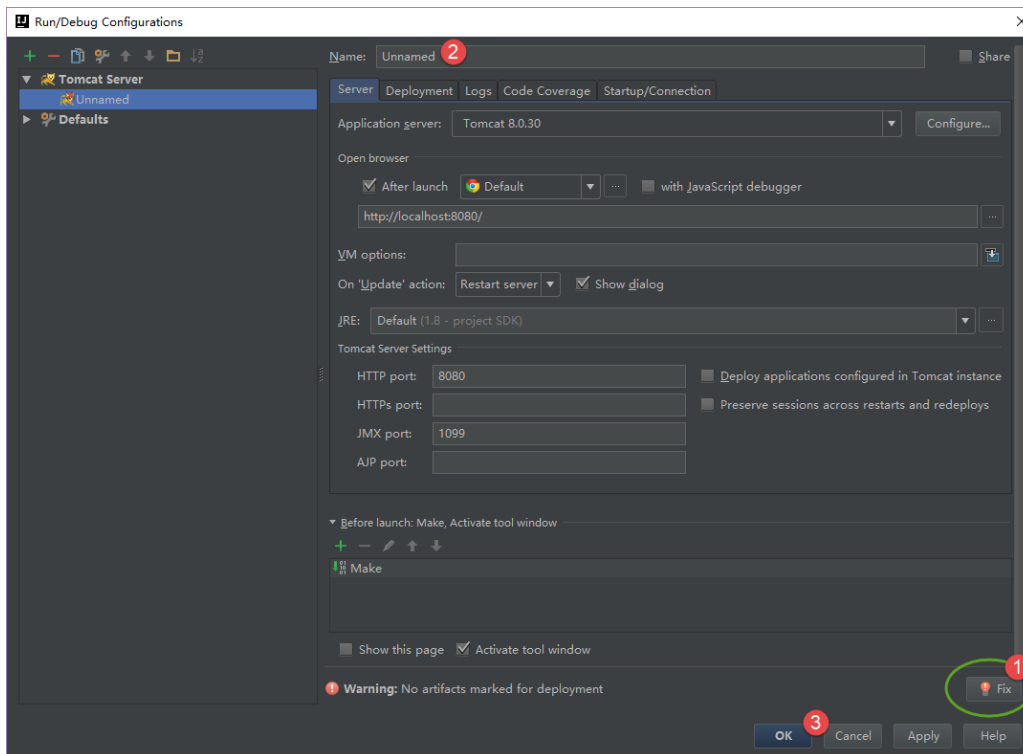 Run/Debug Configurations
Name: Unnamed 2 Share
Tomcat Server
Unnamed
Defaults
Server Deployment Logs Code Coverage Startup/Connection
Application server: Tomcat 8.0.30 Configure...
Open browser
After launch Default ... with JavaScript debugger
http://localhost:8080/ ...
VM options:
On 'Update' action: Restart server Show dialog
JRE: Default (1.8 - project SDK) ...
Tomcat Server Settings
HTTP port: 8080 Deploy applications configured in Tomcat instance
HTTPs port: Preserve sessions across restarts and redeploys
JMX port: 1099
AJP port:
Before launch: Make, Activate tool window
Make
Show this page Activate tool window
Warning: No artifacts marked for deployment 1 Fix
OK 3 Cancel Apply Help